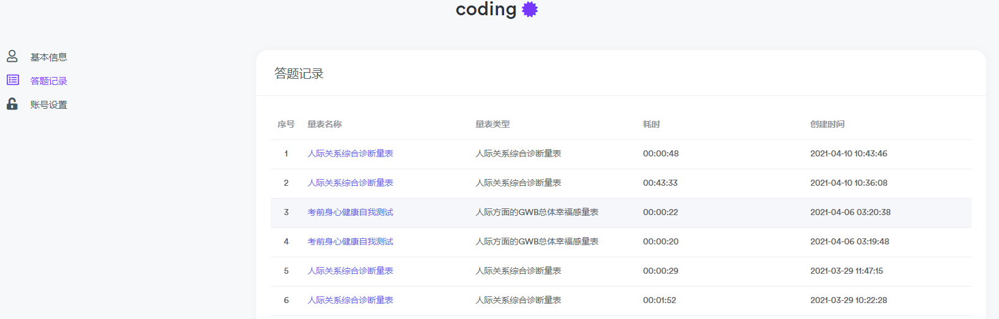 coding
基本信息
答题记录
账号设置
答题记录
序号 量表名称 量表类型 耗时 创建时间
1 人际关系综合诊断量表 人际关系综合诊断量表 00:00:48 2021-04-10 10:43:46
2 人际关系综合诊断量表 人际关系综合诊断量表 00:43:33 2021-04-10 10:36:08
3 考前身心健康自我测试 人际方面的GWB总体幸福感量表 00:00:22 2021-04-06 03:20:38
4 考前身心健康自我测试 人际方面的GWB总体幸福感量表 00:00:20 2021-04-06 03:19:48
5 人际关系综合诊断量表 人际关系综合诊断量表 00:00:29 2021-03-29 11:47:15
6 人际关系综合诊断量表 人际关系综合诊断量表 00:01:52 2021-03-29 10:22:28